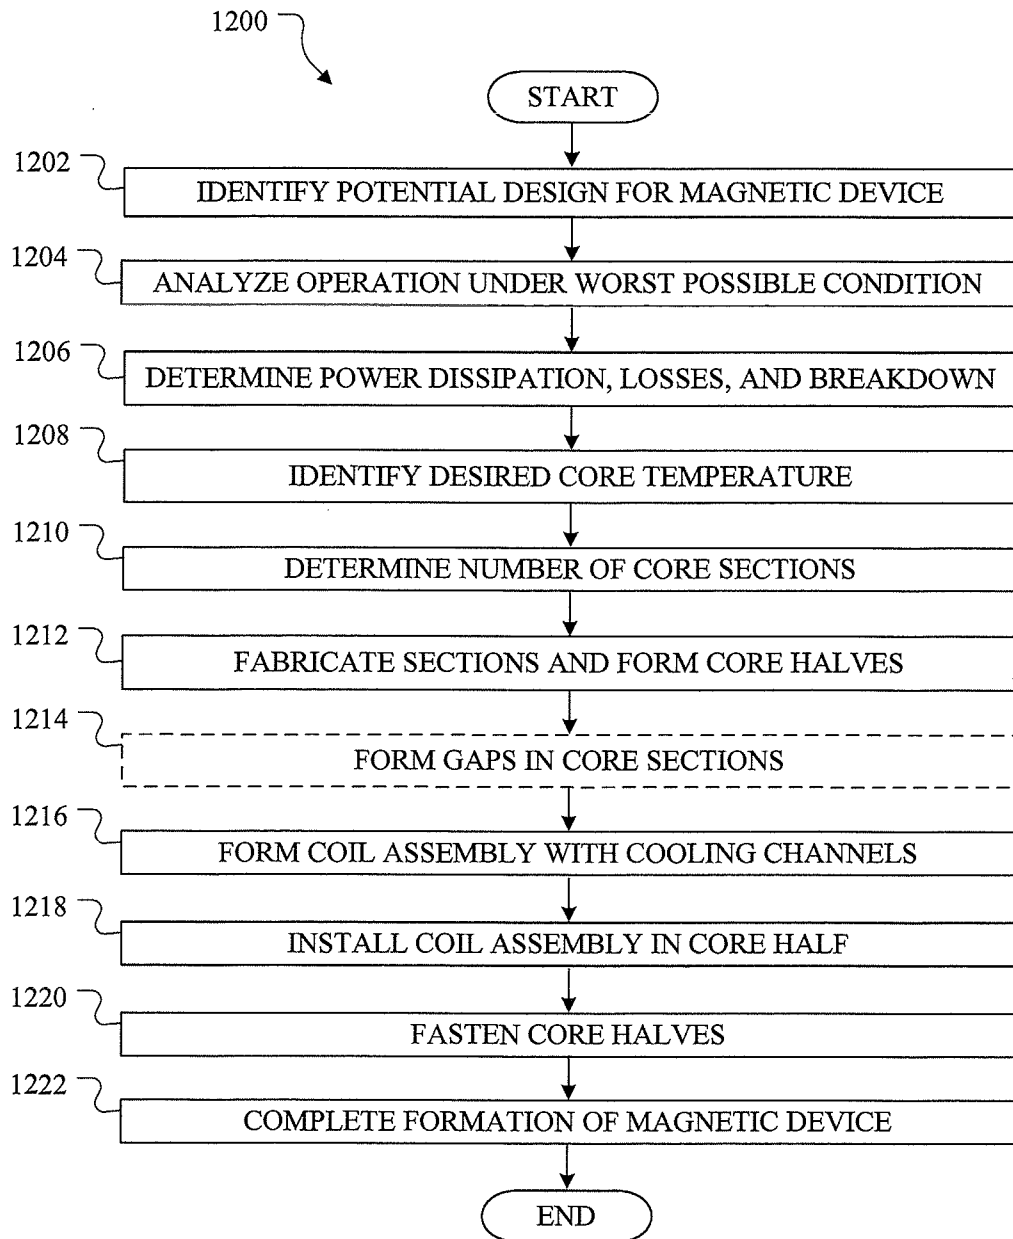 1200
START
1202
IDENTIFY POTENTIAL DESIGN FOR MAGNETIC DEVICE
1204
ANALYZE OPERATION UNDER WORST POSSIBLE CONDITION
1206
DETERMINE POWER DISSIPATION, LOSSES, AND BREAKDOWN
1208
IDENTIFY DESIRED CORE TEMPERATURE
1210
DETERMINE NUMBER OF CORE SECTIONS
1212
FABRICATE SECTIONS AND FORM CORE HALVES
1214
FORM GAPS IN CORE SECTIONS
1216
FORM COIL ASSEMBLY WITH COOLING CHANNELS
1218
INSTALL COIL ASSEMBLY IN CORE HALF
1220
FASTEN CORE HALVES
1222
COMPLETE FORMATION OF MAGNETIC DEVICE
END